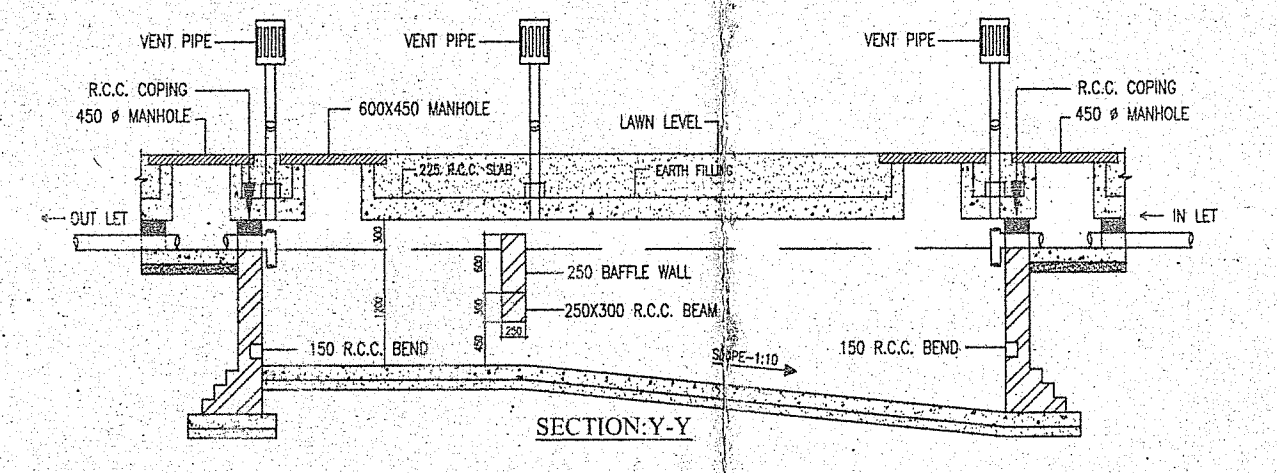 VENT PIPE
VENT PIPE
VENT PIPE
R.C.C. COPING
R.C.C. COPING
450 ø MANHOLE
600X450 MANHOLE
450 ø MANHOLE
LAWN LEVEL
225 R.C.C. SLAB
EARTH FILLING
OUT LET
IN LET
300
600
250 BAFFLE WALL
1200
300
250X300 R.C.C. BEAM
250
450
150 R.C.C. BEND
150 R.C.C. BEND
SLOPE-1:10
SECTION:Y-Y